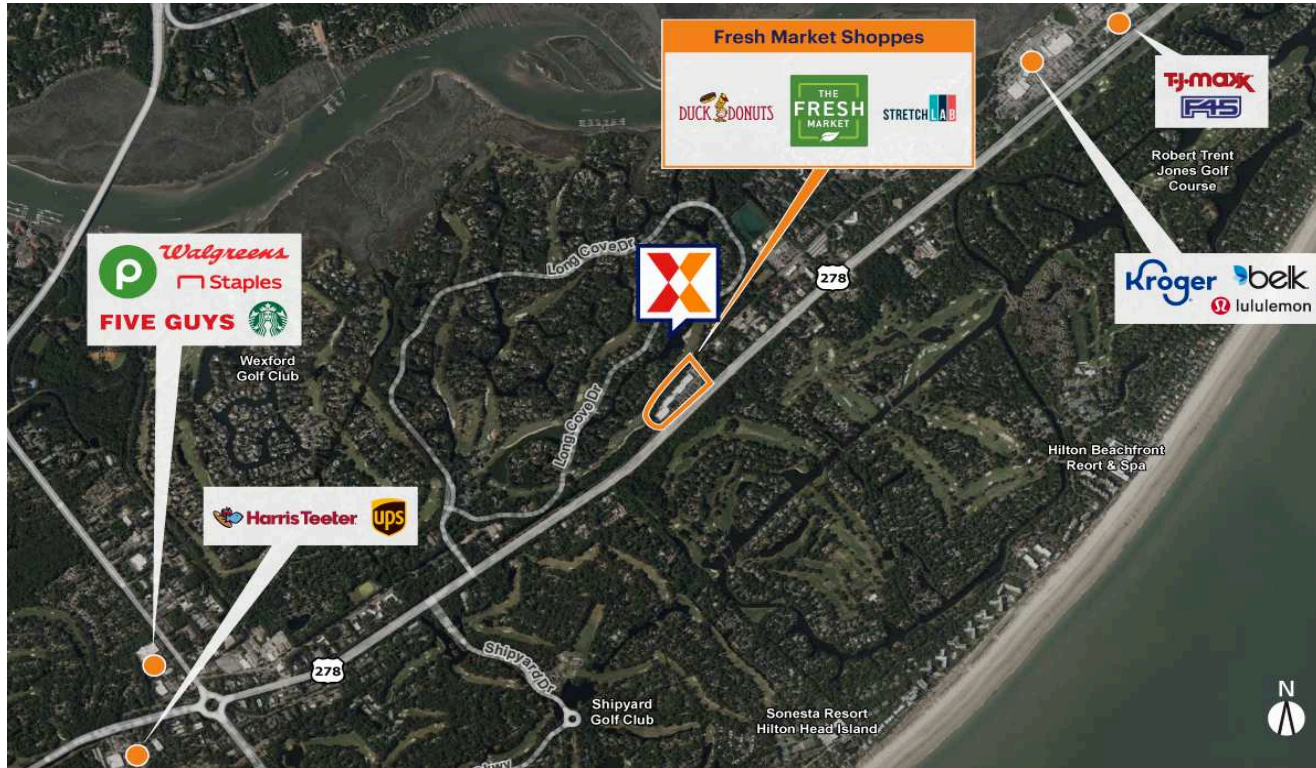 Fresh Market Shoppes
DUCK DONUTS
THE
FRESH
MARKET
STRETCH LAB
T•J•maxx
F45
Robert Trent
Jones Golf
Course
Kroger
belk
lululemon
278
Long Cove Dr
Long Cove Dr
P
Walgreens
Staples
FIVE GUYS
Wexford
Golf Club
Hilton Beachfront
Reort & Spa
Harris Teeter
ups
278
Shipyard Dr
Shipyard
Golf Club
Sonesta Resort
Hilton Head Island
N